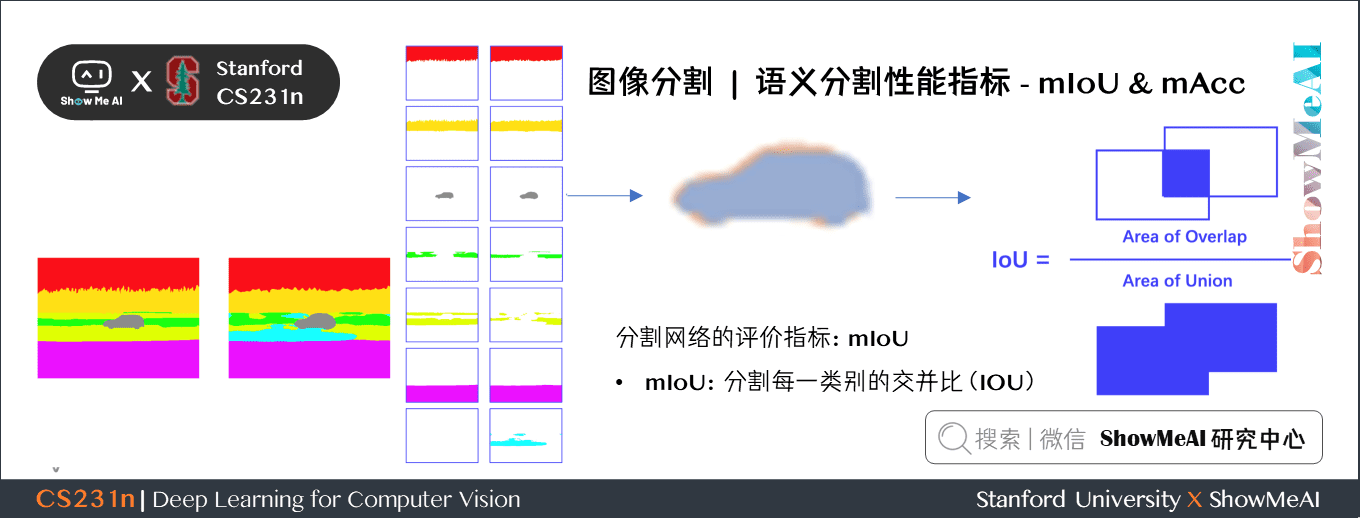 Show Me AI
X
Stanford
CS231n
图像分割 | 语义分割性能指标 - mIoU & mAcc
ShowMeAI
Area of Overlap
IoU =
Area of Union
分割网络的评价指标: mIoU
• mIoU: 分割每一类别的交并比 (IOU)
搜索 | 微信 ShowMeAI 研究中心
CS231n | Deep Learning for Computer Vision
Stanford University X ShowMeAI